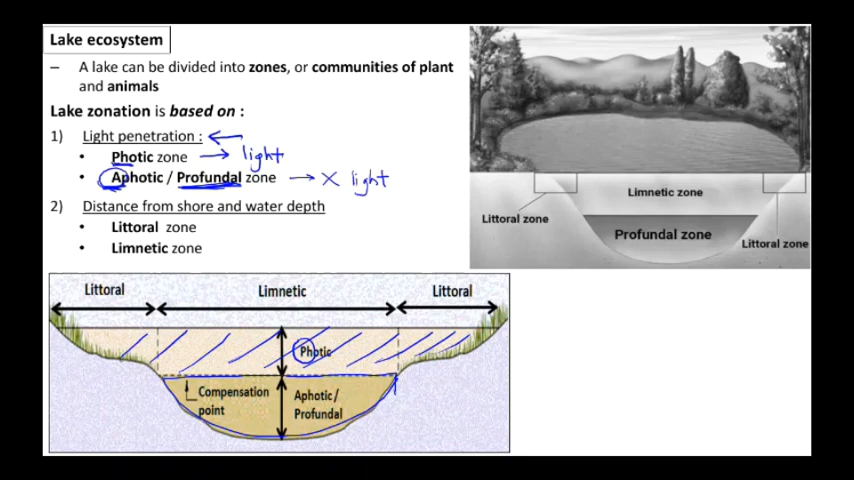 Lake ecosystem
– A lake can be divided into zones, or communities of plant
and animals
Lake zonation is based on :
1) Light penetration :
• Photic zone → light
• Aphotic / Profundal zone → X light
2) Distance from shore and water depth
• Littoral zone
• Limnetic zone
Limnetic zone
Littoral zone
Profundal zone
Littoral zone
Littoral
Limnetic
Littoral
Photic
Compensation
point
Aphotic /
Profundal